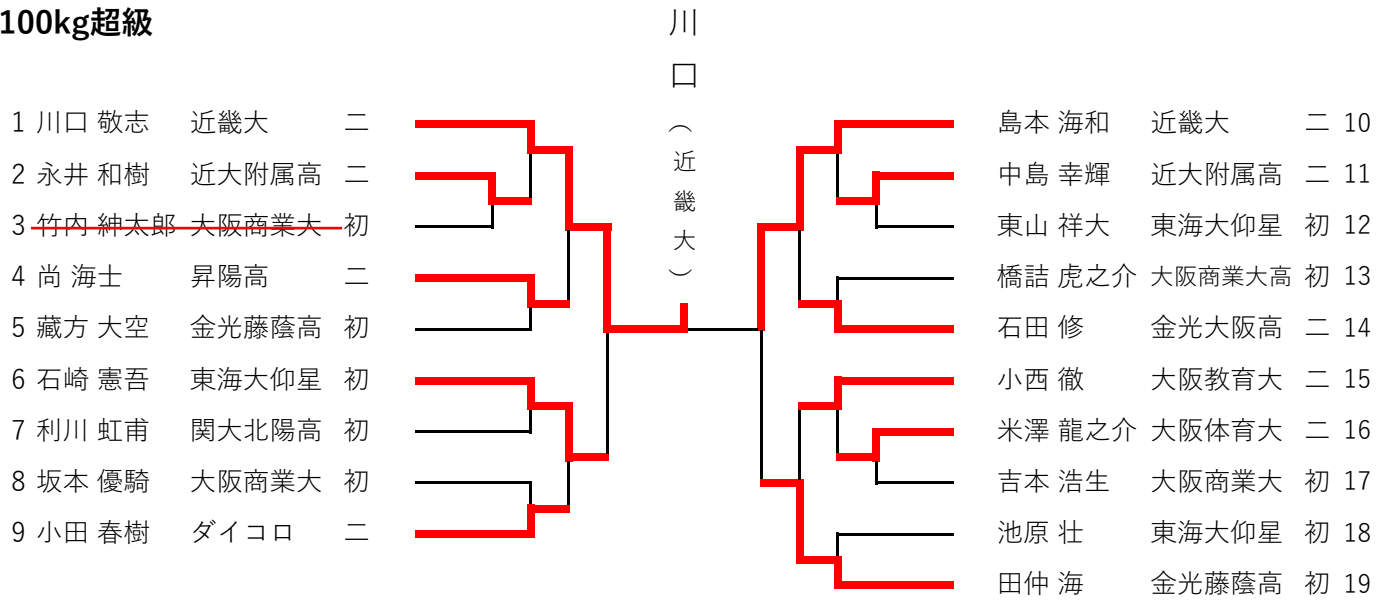 100kg超級
川口（近畿大）
1 川口 敬志 近畿大 二
2 永井 和樹 近大附属高 二
3 竹内 紳太郎 大阪商業大 初
4 尚 海士 昇陽高 二
5 藏方 大空 金光藤蔭高 初
6 石崎 憲吾 東海大仰星 初
7 利川 虹甫 関大北陽高 初
8 坂本 優騎 大阪商業大 初
9 小田 春樹 ダイコロ 二
島本 海和 近畿大 二 10
中島 幸輝 近大附属高 二 11
東山 祥大 東海大仰星 初 12
橋詰 虎之介 大阪商業大高 初 13
石田 修 金光大阪高 二 14
小西 徹 大阪教育大 二 15
米澤 龍之介 大阪体育大 二 16
吉本 浩生 大阪商業大 初 17
池原 壮 東海大仰星 初 18
田仲 海 金光藤蔭高 初 19